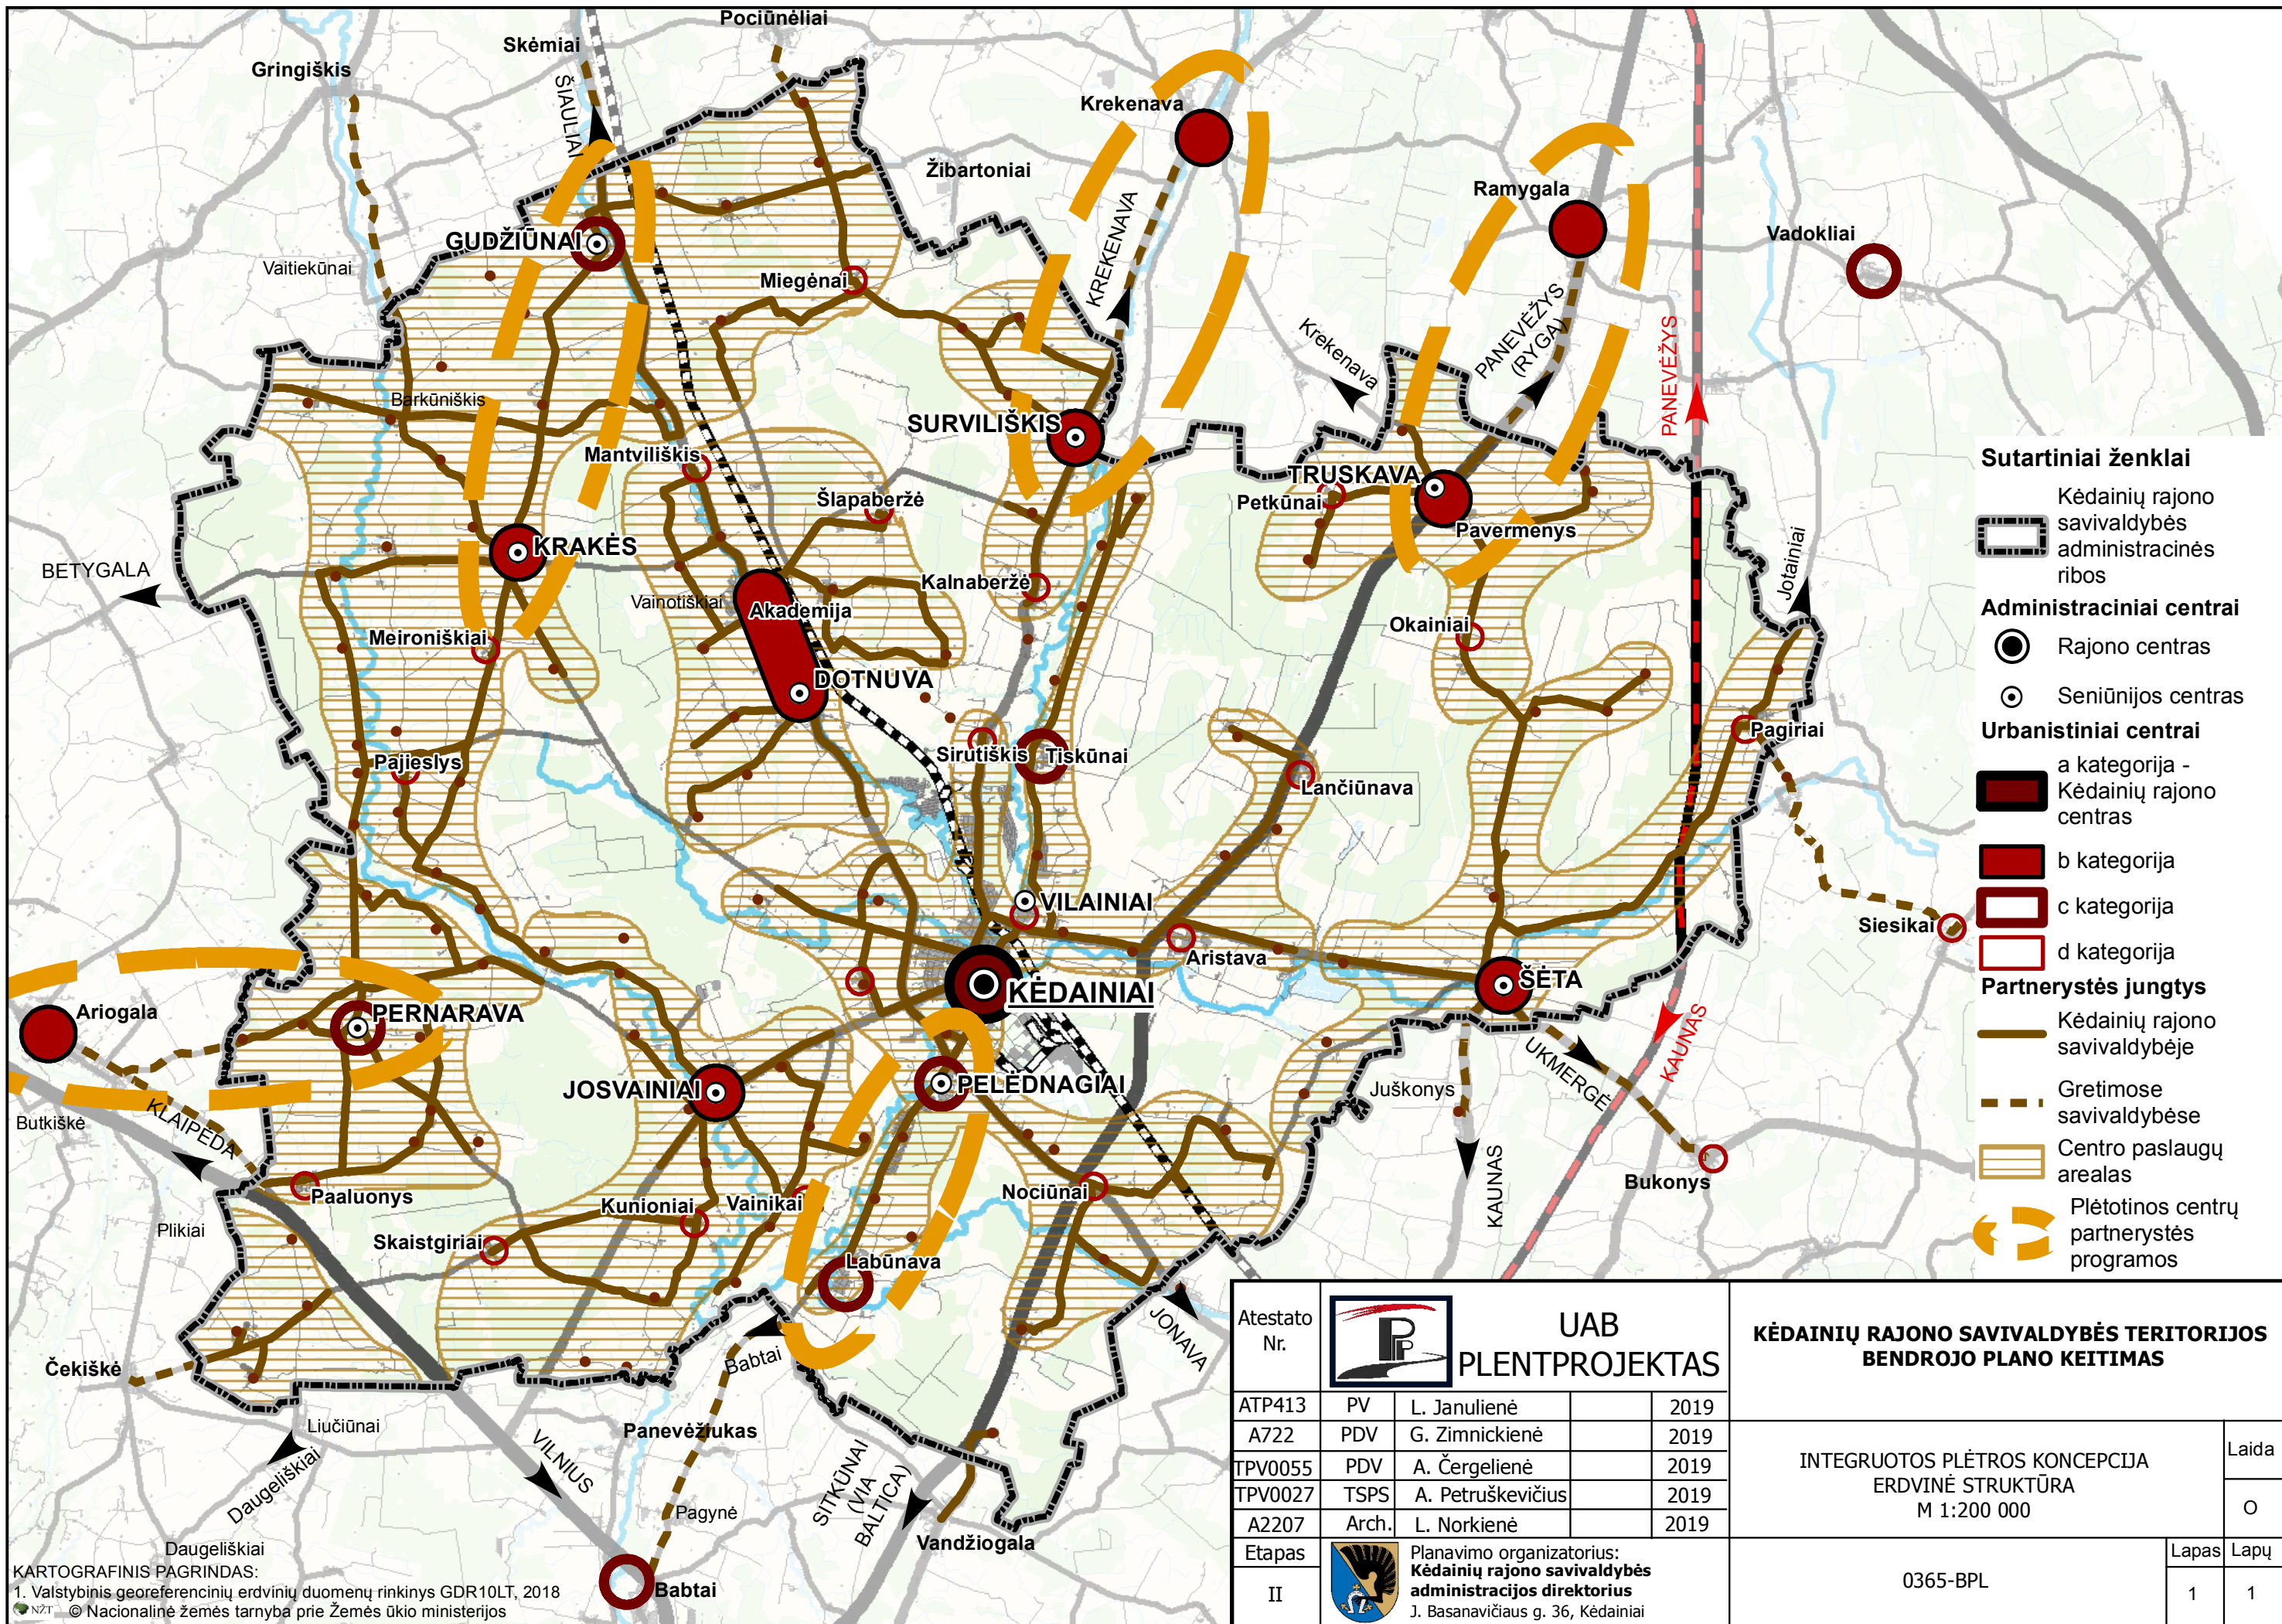 Pociūnėliai
Skėmiai
Gringiškis
ŠIAULIAI
Krekenava
Žibartoniai
Ramygala
Vadokliai
GUDŽIŪNAI
Vaitiekūnai
Miegėnai
KREKENAVA
Krekenava
PANEVĖŽYS
(RYGA)
PANEVĖŽYS
Barkūniškis
SURVILIŠKIS
Mantviliškis
Šlapaberžė
TRUSKAVA
Petkūnai
Pavermenys
KRAKĖS
BETYGALA
Kalnaberžė
Vainotiškiai
Akademija
Jotainiai
Meironiškiai
Okainiai
DOTNUVA
Pagiriai
Sirutiškis
Tiskūnai
Pajieslys
Lančiūnava
VILAINIAI
Siesikai
Aristava
ŠĖTA
KĖDAINIAI
Ariogala
PERNARAVA
KAUNAS
UKMERGĖ
JOSVAINIAI
PELĖDNAGIAI
Juškonys
Butkiškė
KLAIPĖDA
KAUNAS
Bukonys
Paaluonys
Nociūnai
Kunioniai
Vainikai
Plikiai
Skaistgiriai
Labūnava
JONAVA
Babtai
Čekiškė
Liučiūnai
Daugeliškiai
VILNIUS
Panevėžiukas
SITKŪNAI
(VIA
BALTICA)
Pagynė
Vandžiogala
Daugeliškiai
Babtai
Sutartiniai ženklai
Kėdainių rajono
savivaldybės
administracinės
ribos
Administraciniai centrai
Rajono centras
Seniūnijos centras
Urbanistiniai centrai
a kategorija -
Kėdainių rajono
centras
b kategorija
c kategorija
d kategorija
Partnerystės jungtys
Kėdainių rajono
savivaldybėje
Gretimose
savivaldybėse
Centro paslaugų
arealas
Plėtotinos centrų
partnerystės
programos
KARTOGRAFINIS PAGRINDAS:
1. Valstybinis georeferencinių erdvinių duomenų rinkinys GDR10LT, 2018
NŽT © Nacionalinė žemės tarnyba prie Žemės ūkio ministerijos
Atestato
Nr.
PP
UAB
PLENTPROJEKTAS
KĖDAINIŲ RAJONO SAVIVALDYBĖS TERITORIJOS
BENDROJO PLANO KEITIMAS
ATP413 PV L. Janulienė 2019
A722 PDV G. Zimnickienė 2019
TPV0055 PDV A. Čergelienė 2019
TPV0027 TSPS A. Petruškevičius 2019
A2207 Arch. L. Norkienė 2019
INTEGRUOTOS PLĖTROS KONCEPCIJA
ERDVINĖ STRUKTŪRA
M 1:200 000
Laida
O
Etapas
II
Planavimo organizatorius:
Kėdainių rajono savivaldybės
administracijos direktorius
J. Basanavičiaus g. 36, Kėdainiai
0365-BPL
Lapas Lapų
1 1